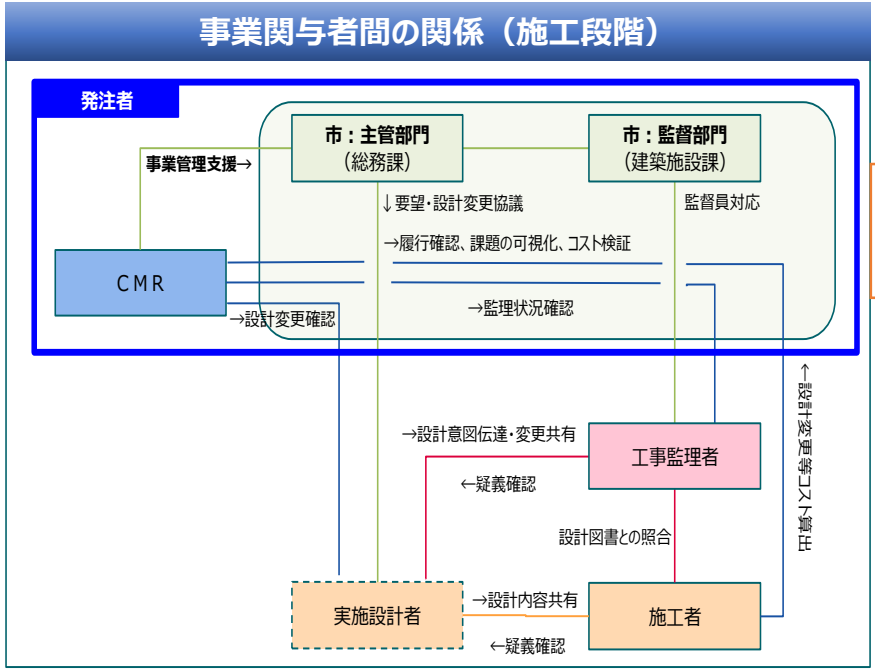 事業関与者間の関係（施工段階）
発注者
市：主管部門
（総務課）
市：監督部門
（建築施設課）
事業管理支援→
↓要望・設計変更協議
監督員対応
→履行確認、課題の可視化、コスト検証
CMR
→監理状況確認
→設計変更確認
←設計変更等コスト算出
→設計意図伝達・変更共有
工事監理者
←疑義確認
設計図書との照合
実施設計者
→設計内容共有
施工者
←疑義確認